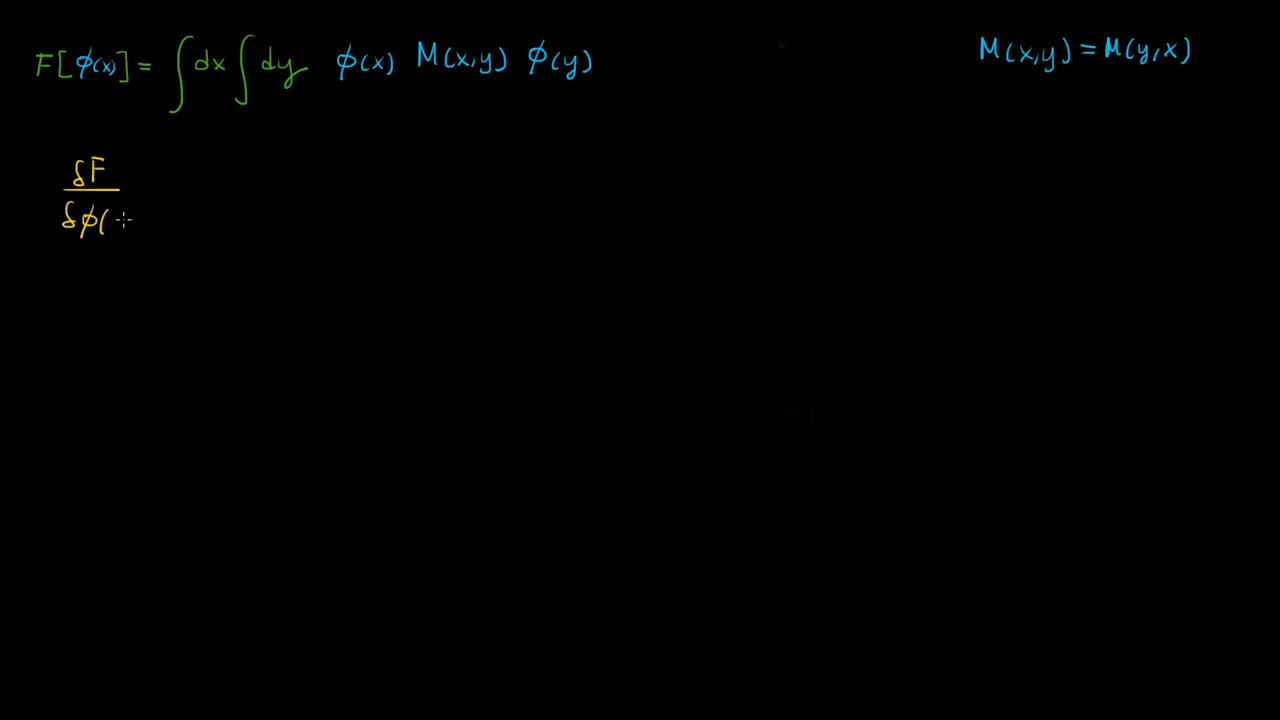 F[ϕ(x)] = ∫dx∫dy ϕ(x) M(x,y) ϕ(y) M(x,y) = M(y,x)
δF
δϕ(